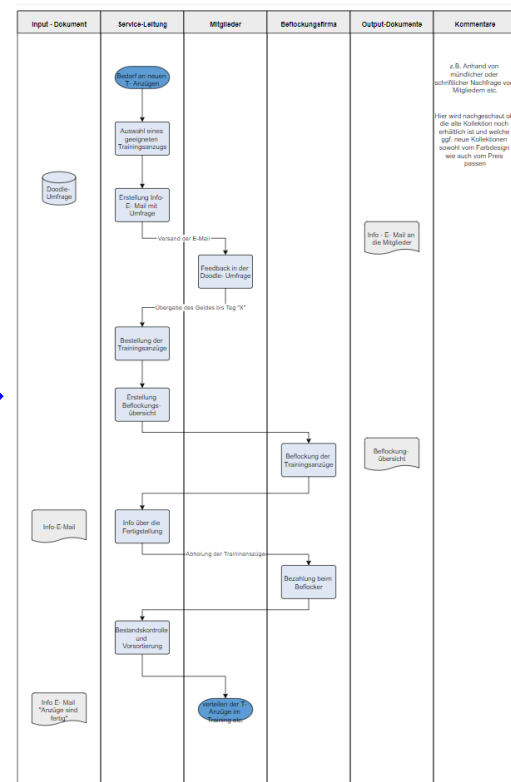 Input - Dokument
Service-Leitung
Mitglieder
Beflockungsfirma
Output-Dokumente
Kommentare
Bedarf an neuen
T- Anzügen
z.B. Anhand von
mündlicher oder
schriftlicher Nachfrage von
Mitgliedern etc.
Auswahl eines
geeigneten
Trainingsanzugs
Hier wird nachgeschaut ob
die alte Kollektion noch
erhältlich ist und welche
ggf. neue Kollektionen
sowohl vom Farbdesign
wie auch vom Preis
passen
Doodle-
Umfrage
Erstellung Info-
E- Mail mit
Umfrage
Versand der E-Mail
Info - E- Mail an
die Mitglieder
Feedback in der
Doodle- Umfrage
Übergabe des Geldes bis Tag "X"
Bestellung der
Trainingsanzüge
Erstellung
Beflockungs-
übersicht
Beflockung der
Trainingsanzüge
Beflockung-
übersicht
Info-E-Mail
Info über die
Fertigstellung
Abholung der Traininanszüge
Bezahlung beim
Beflocker
Bestandskontrolle
und
Vorsortierung
Info E- Mail
"Anzüge sind
fertig"
verteilen der T-
Anzüge im
Training etc.